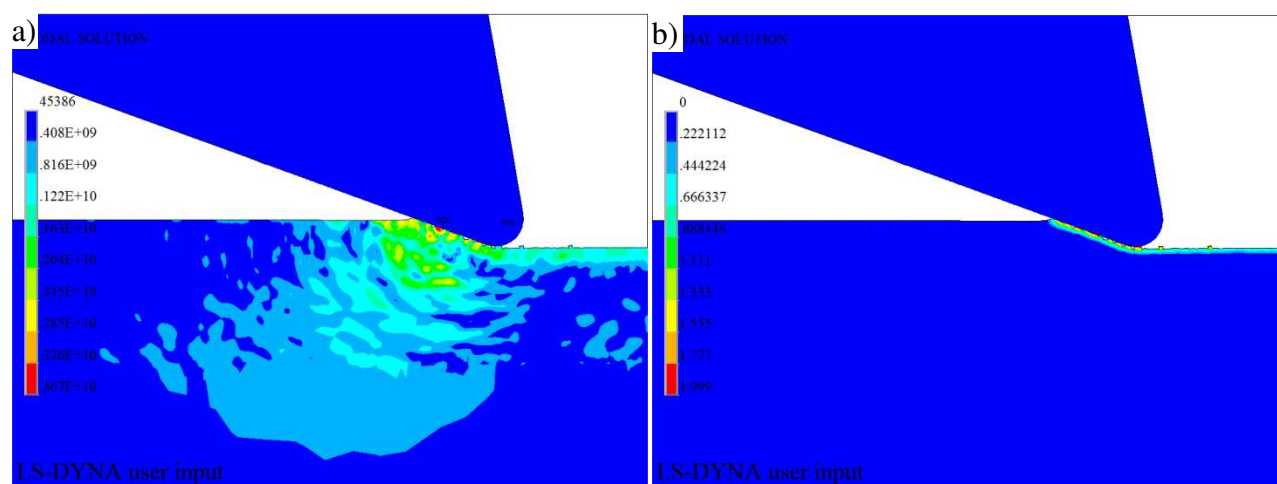 a)
ODAL SOLUTION
45386
.408E+09
.816E+09
.122E+10
.163E+10
.204E+10
.245E+10
.285E+10
.326E+10
.367E+10
LS-DYNA user input
b)
DAL SOLUTION
0
.222112
.444224
.666337
.888449
1.111
1.333
1.555
1.777
1.999
LS-DYNA user input